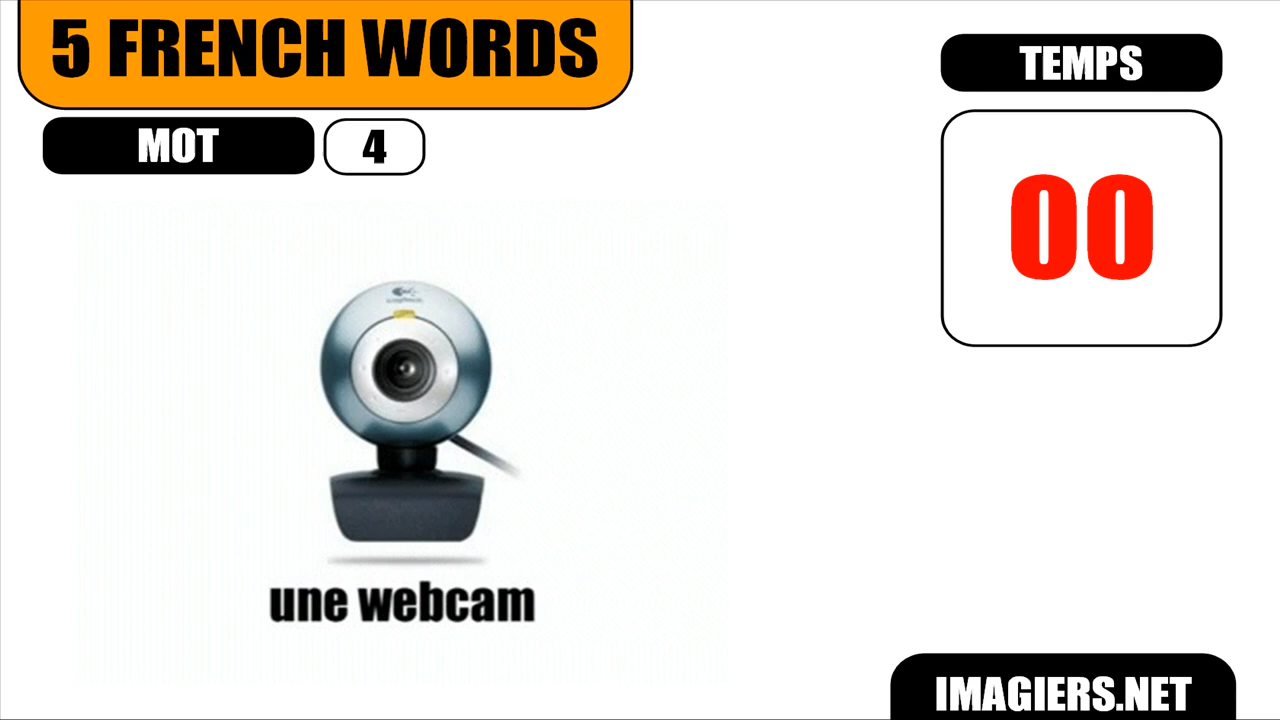 5 FRENCH WORDS
TEMPS
MOT 4
00
une webcam
IMAGIERS.NET